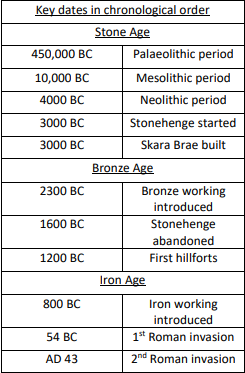 Key dates in chronological order
Stone Age
450,000 BC Palaeolithic period
10,000 BC Mesolithic period
4000 BC Neolithic period
3000 BC Stonehenge started
3000 BC Skara Brae built
Bronze Age
2300 BC Bronze working
introduced
1600 BC Stonehenge
abandoned
1200 BC First hillforts
Iron Age
800 BC Iron working
introduced
54 BC 1st Roman invasion
AD 43 2nd Roman invasion